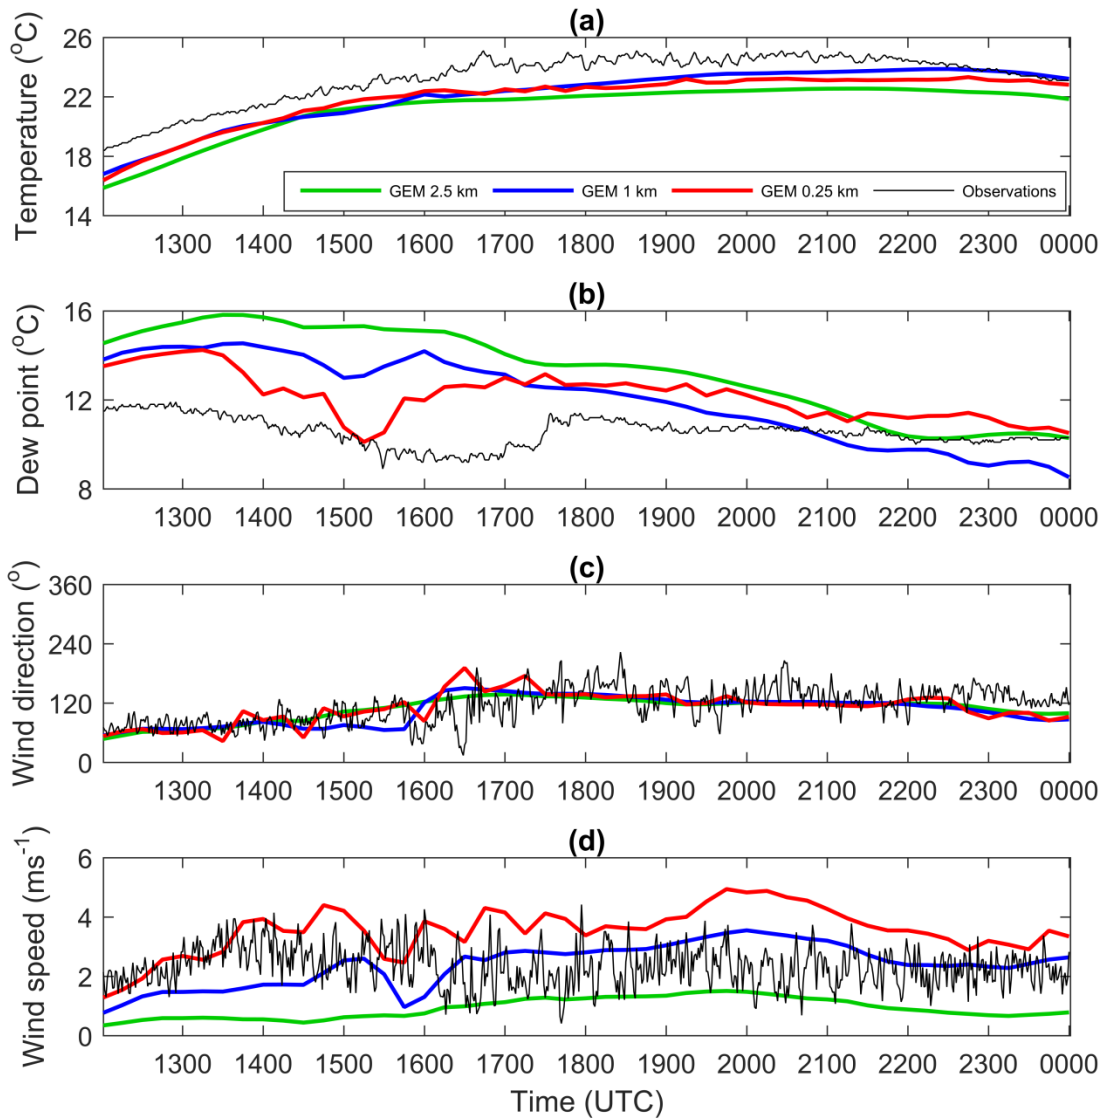 (a)
Temperature (°C)
26
22
18
14
GEM 2.5 km GEM 1 km GEM 0.25 km Observations
1300 1400 1500 1600 1700 1800 1900 2000 2100 2200 2300 0000
(b)
Dew point (°C)
16
12
8
1300 1400 1500 1600 1700 1800 1900 2000 2100 2200 2300 0000
(c)
Wind direction (°)
360
240
120
0
1300 1400 1500 1600 1700 1800 1900 2000 2100 2200 2300 0000
(d)
Wind speed (ms⁻¹)
6
4
2
0
1300 1400 1500 1600 1700 1800 1900 2000 2100 2200 2300 0000
Time (UTC)